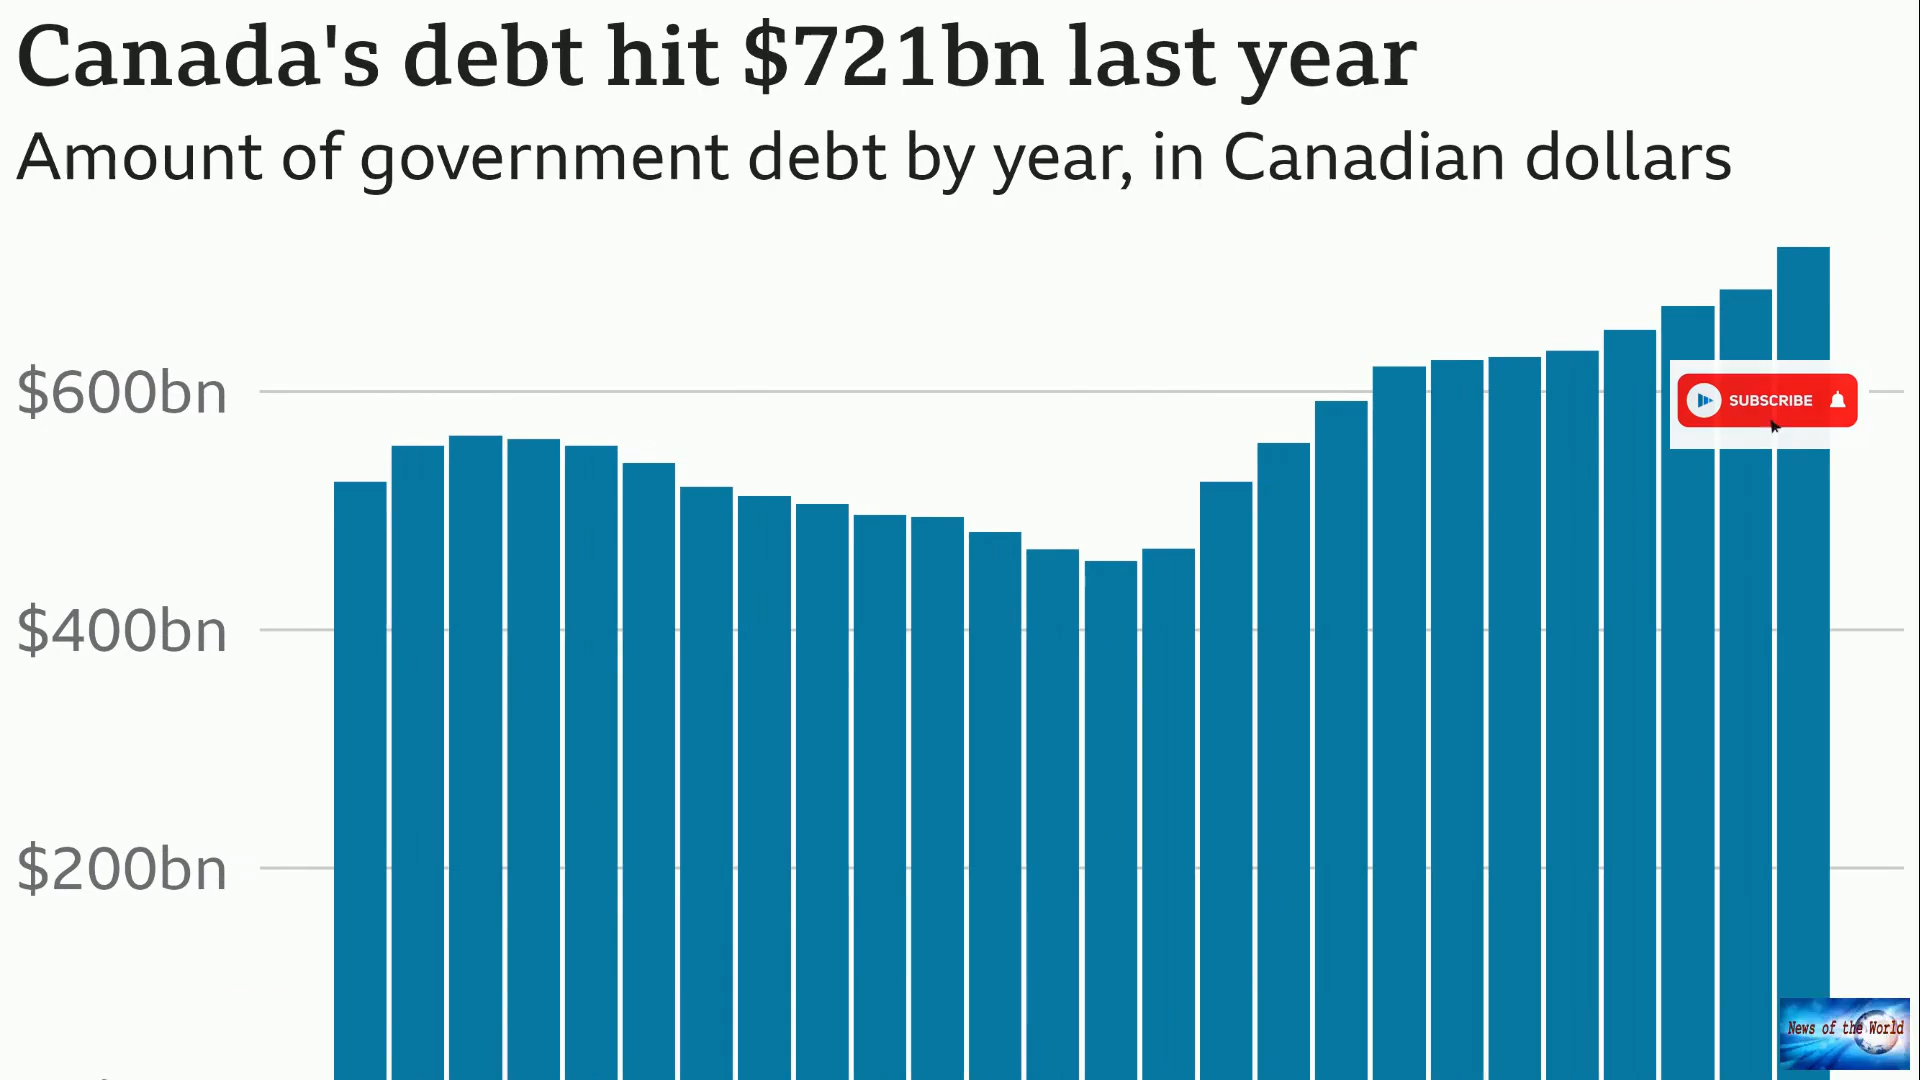 Canada's debt hit $721bn last year
Amount of government debt by year, in Canadian dollars
$600bn
SUBSCRIBE
$400bn
$200bn
News of the World